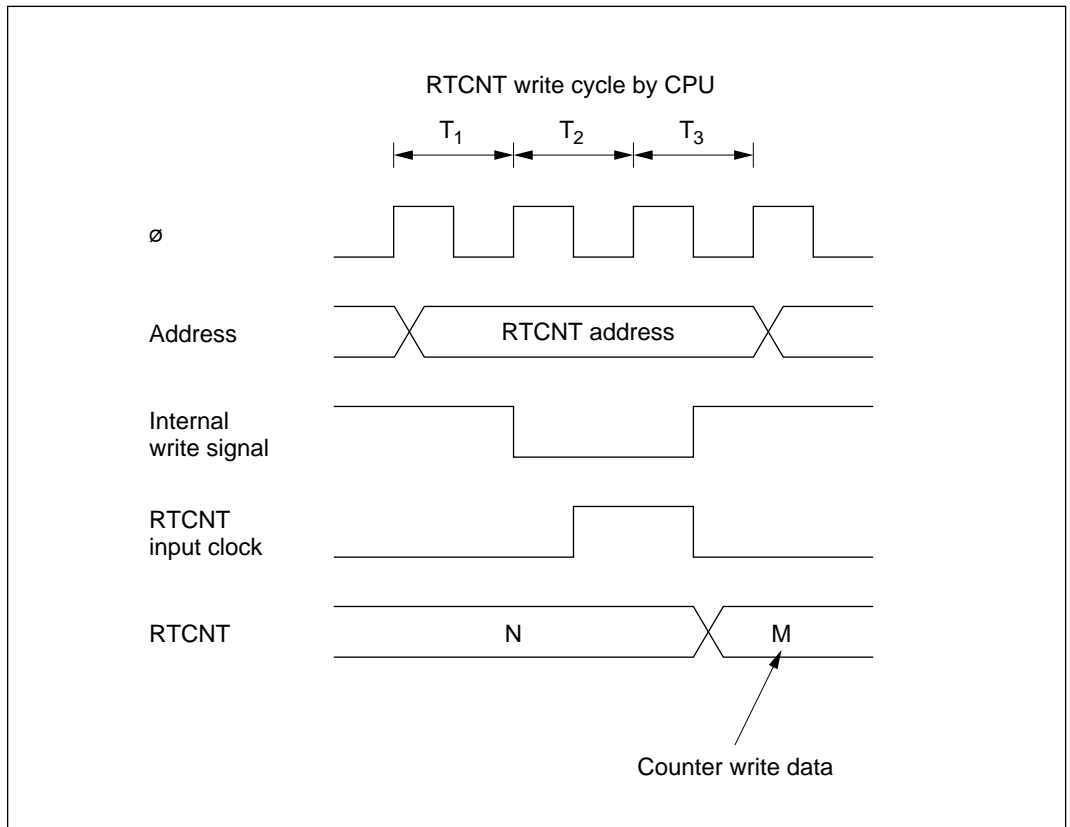 RTCNT write cycle by CPU
T1 T2 T3
ø
Address
RTCNT address
Internal
write signal
RTCNT
input clock
RTCNT
N
M
Counter write data